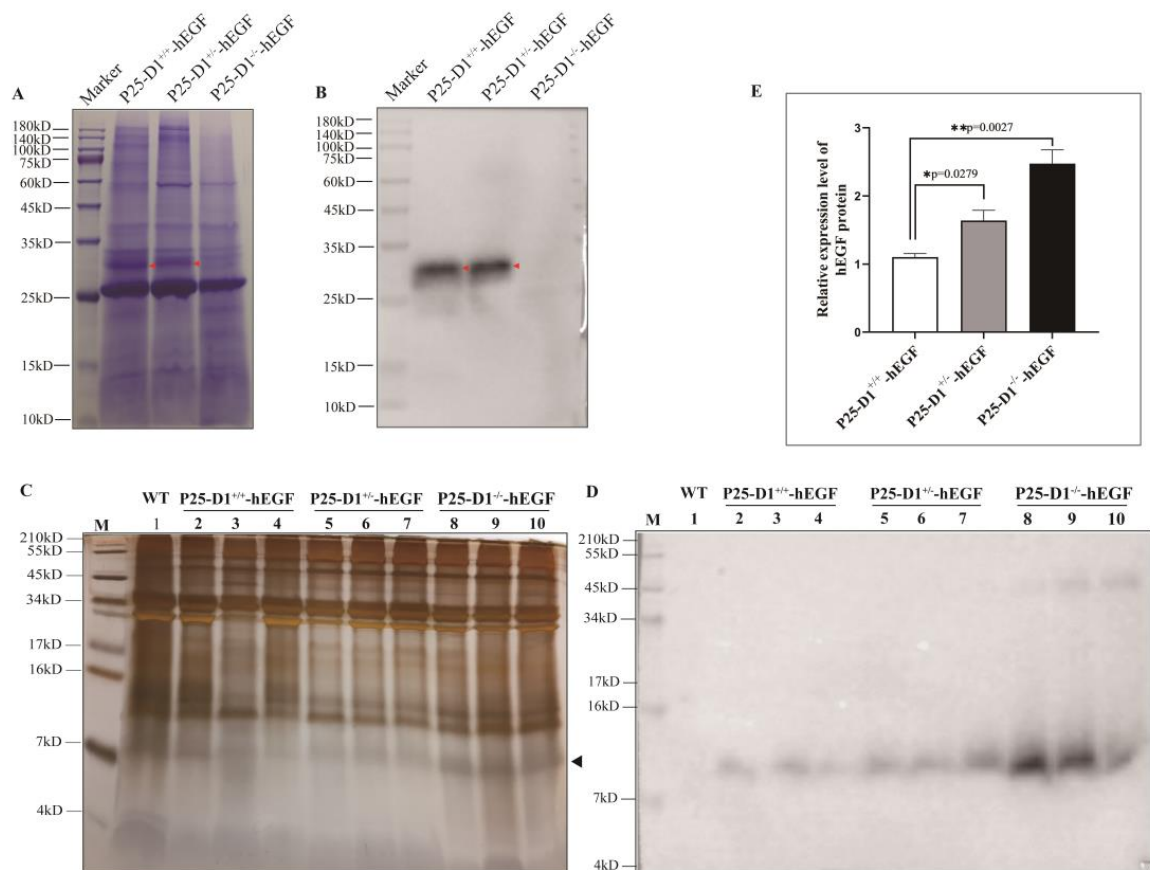 A
Marker
P25-D1+/+-hEGF
P25-D1+/--hEGF
P25-D1-/--hEGF
180kD
140kD
100kD
75kD
60kD
45kD
35kD
25kD
15kD
10kD
B
Marker
P25-D1+/+-hEGF
P25-D1+/--hEGF
P25-D1-/--hEGF
180kD
140kD
100kD
75kD
60kD
45kD
35kD
25kD
15kD
10kD
E
Relative expression level of
hEGF protein
3
2
1
0
**p=0.0027
*p=0.0279
P25-D1+/+-hEGF
P25-D1+/--hEGF
P25-D1-/--hEGF
C
WT P25-D1+/+-hEGF P25-D1+/--hEGF P25-D1-/--hEGF
M 1 2 3 4 5 6 7 8 9 10
210kD
55kD
45kD
34kD
17kD
16kD
7kD
4kD
D
WT P25-D1+/+-hEGF P25-D1+/--hEGF P25-D1-/--hEGF
M 1 2 3 4 5 6 7 8 9 10
210kD
55kD
45kD
34kD
17kD
16kD
7kD
4kD